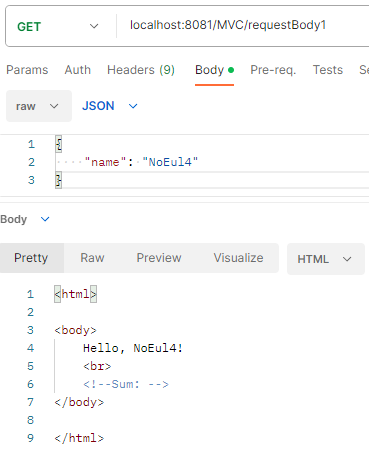 GET localhost:8081/MVC/requestBody1
Params Auth Headers (9) Body Pre-req. Tests Se
raw JSON
1 {
2 "name": "NoEul4"
3 }
Body
Pretty Raw Preview Visualize HTML
1 <html>
2
3 <body>
4 Hello, NoEul4!
5 <br>
6 <!--Sum: -->
7 </body>
8
9 </html>